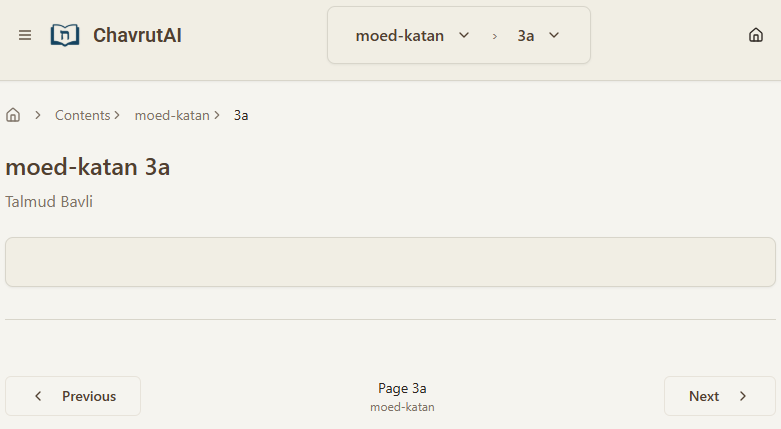 ChavrutAI
moed-katan › 3a
Contents moed-katan 3a
moed-katan 3a
Talmud Bavli
Previous
Page 3a
moed-katan
Next